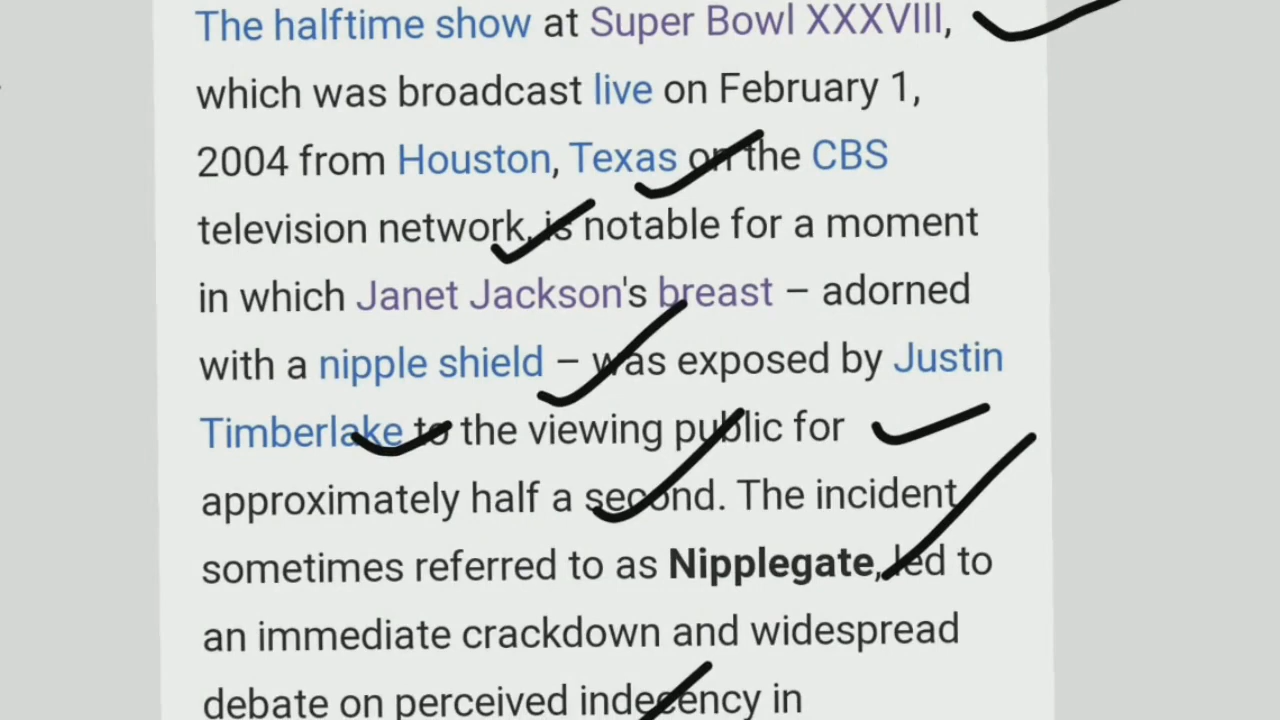 The halftime show at Super Bowl XXXVIII,
which was broadcast live on February 1,
2004 from Houston, Texas on the CBS
television network, is notable for a moment
in which Janet Jackson's breast – adorned
with a nipple shield – was exposed by Justin
Timberlake to the viewing public for
approximately half a second. The incident
sometimes referred to as Nipplegate, led to
an immediate crackdown and widespread
debate on perceived indecency in